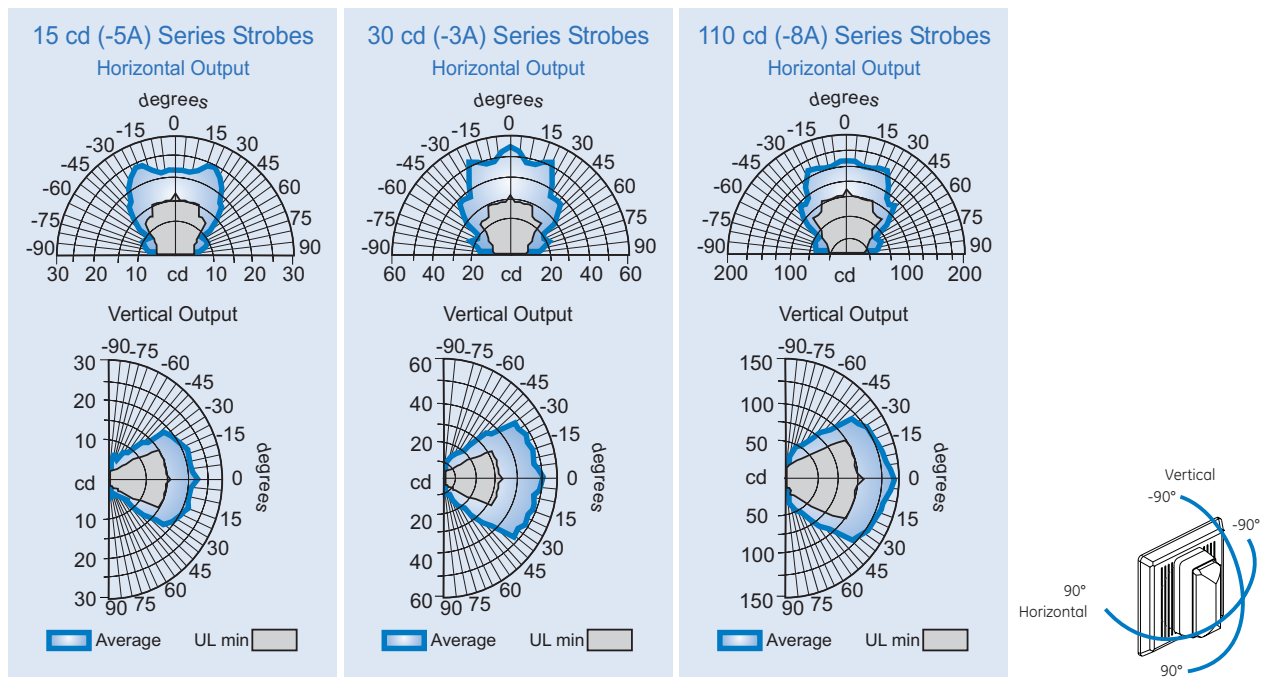 15 cd (-5A) Series Strobes
Horizontal Output
degrees
-90 -75 -60 -45 -30 -15 0 15 30 45 60 75 90
30 20 10 cd 10 20 30
Vertical Output
30 20 10 cd 10 20 30
-90 -75 -60 -45 -30 -15 0 15 30 45 60 75 90
degrees
Average UL min
30 cd (-3A) Series Strobes
Horizontal Output
degrees
-90 -75 -60 -45 -30 -15 0 15 30 45 60 75 90
60 40 20 cd 20 40 60
Vertical Output
60 40 20 cd 20 40 60
-90 -75 -60 -45 -30 -15 0 15 30 45 60 75 90
degrees
Average UL min
110 cd (-8A) Series Strobes
Horizontal Output
degrees
-90 -75 -60 -45 -30 -15 0 15 30 45 60 75 90
200 100 cd 100 200
Vertical Output
150 100 50 cd 50 100 150
-90 -75 -60 -45 -30 -15 0 15 30 45 60 75 90
degrees
Average UL min
Vertical
-90°
-90°
90°
Horizontal
90°